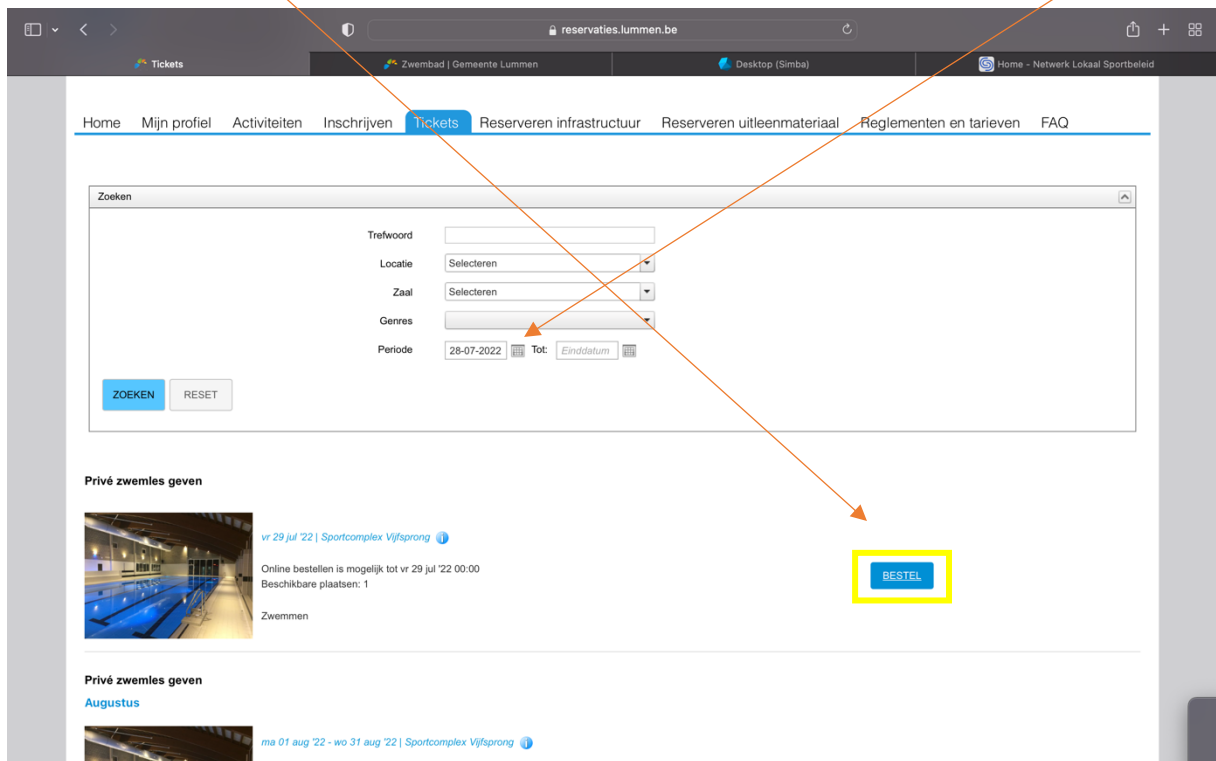 reservaties.lummen.be
Tickets
Zwembad | Gemeente Lummen
Desktop (Simba)
Home - Netwerk Lokaal Sportbeleid
Home Mijn profiel Activiteiten Inschrijven Tickets Reserveren infrastructuur Reserveren uitleenmateriaal Reglementen en tarieven FAQ
Zoeken
Trefwoord
Locatie Selecteren
Zaal Selecteren
Genres
Periode 28-07-2022 Tot: Einddatum
ZOEKEN RESET
Privé zwemles geven
vr 29 jul '22 | Sportcomplex Vijfsprong
Online bestellen is mogelijk tot vr 29 jul '22 00:00
Beschikbare plaatsen: 1
BESTEL
Zwemmen
Privé zwemles geven
Augustus
ma 01 aug '22 - wo 31 aug '22 | Sportcomplex Vijfsprong